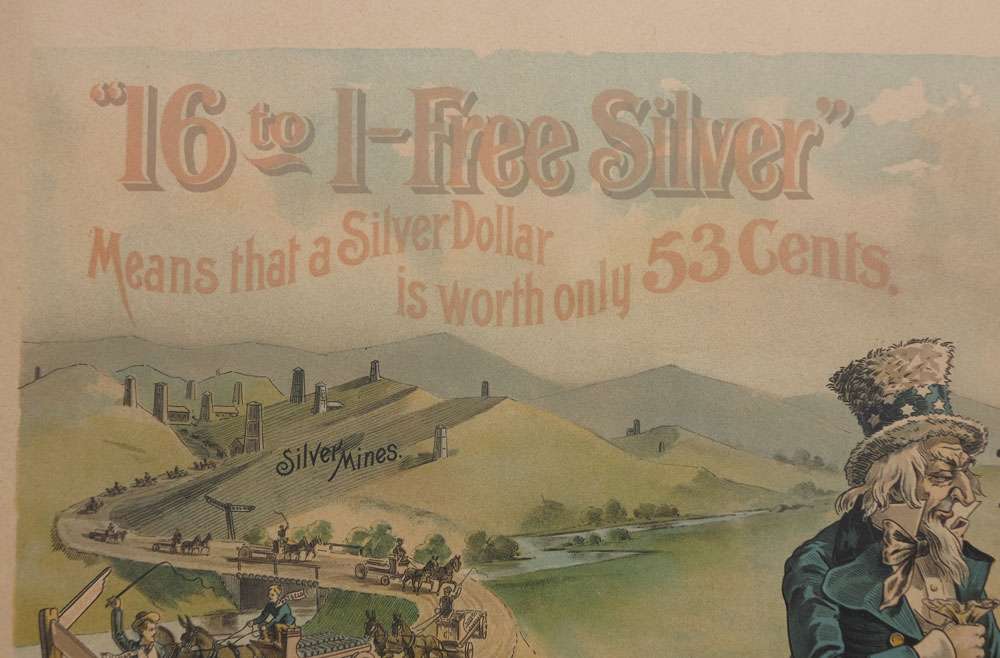 “16 to 1–Free Silver”
Means that a Silver Dollar
is worth only 53 Cents.
Silver Mines.